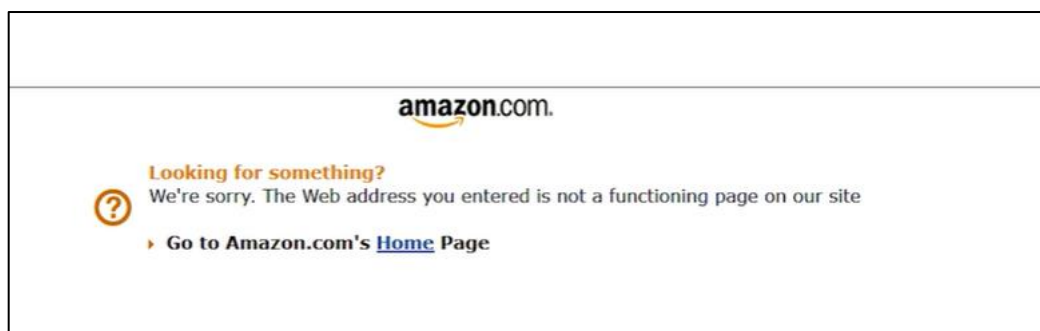 amazon.com.
Looking for something?
We're sorry. The Web address you entered is not a functioning page on our site
Go to Amazon.com's Home Page